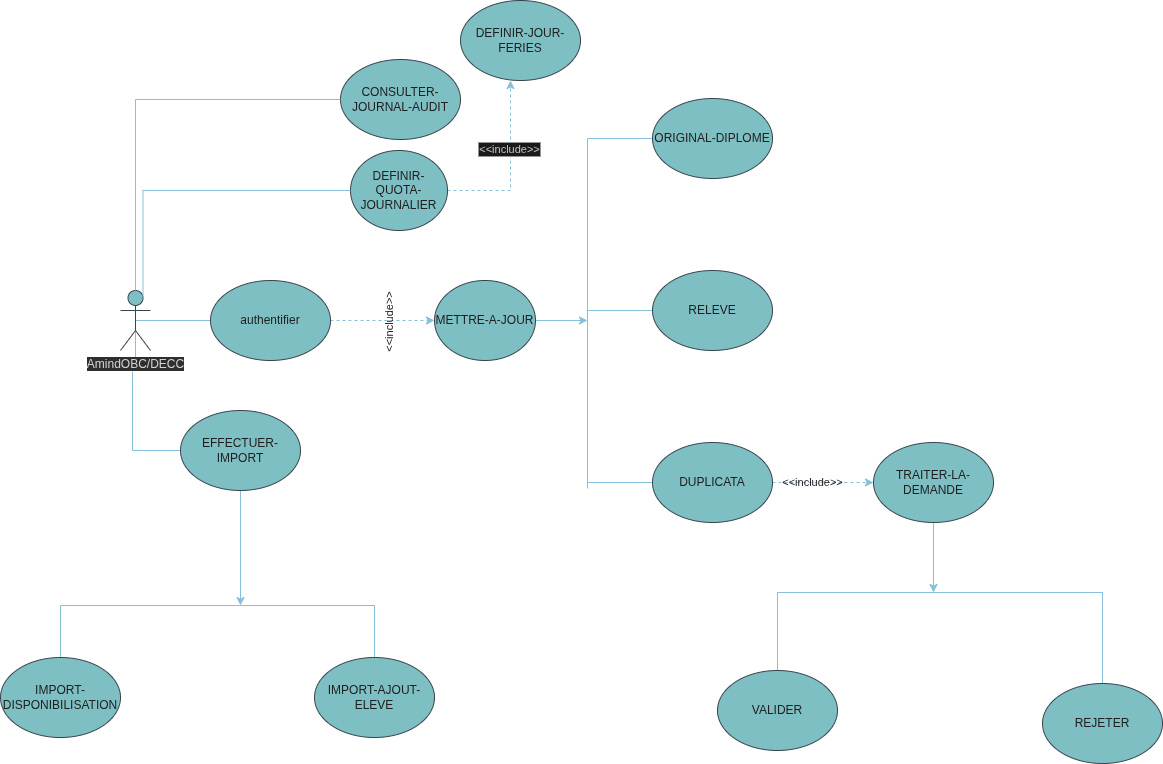 DEFINIR-JOUR-
FERIES
CONSULTER-
JOURNAL-AUDIT
<<include>>
ORIGINAL-DIPLOME
DEFINIR-
QUOTA-
JOURNALIER
authentifier
<<include>>
METTRE-A-JOUR
RELEVE
AmindOBC/DECC
EFFECTUER-
IMPORT
DUPLICATA
<<include>>
TRAITER-LA-
DEMANDE
IMPORT-
DISPONIBILISATION
IMPORT-AJOUT-
ELEVE
VALIDER
REJETER